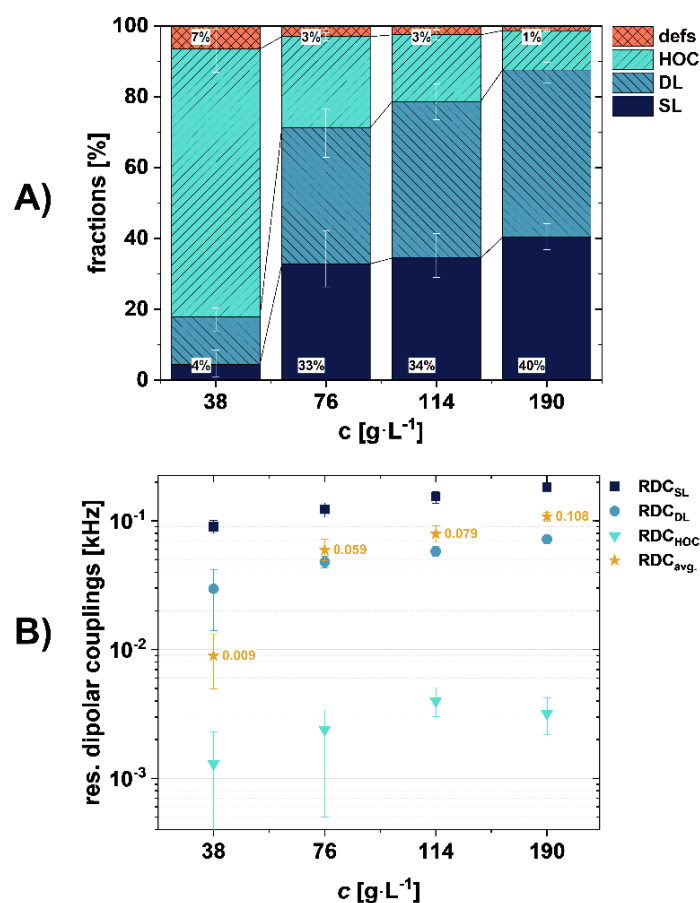 A)
fractions [%]
100
80
60
40
20
0
7%
3%
3%
1%
4%
33%
34%
40%
38
76
114
190
c [g·L⁻¹]
defs
HOC
DL
SL
B)
res. dipolar couplings [kHz]
10⁻¹
10⁻²
10⁻³
0.009
0.059
0.079
0.108
38
76
114
190
c [g·L⁻¹]
RDC_SL
RDC_DL
RDC_HOC
RDC_avg.